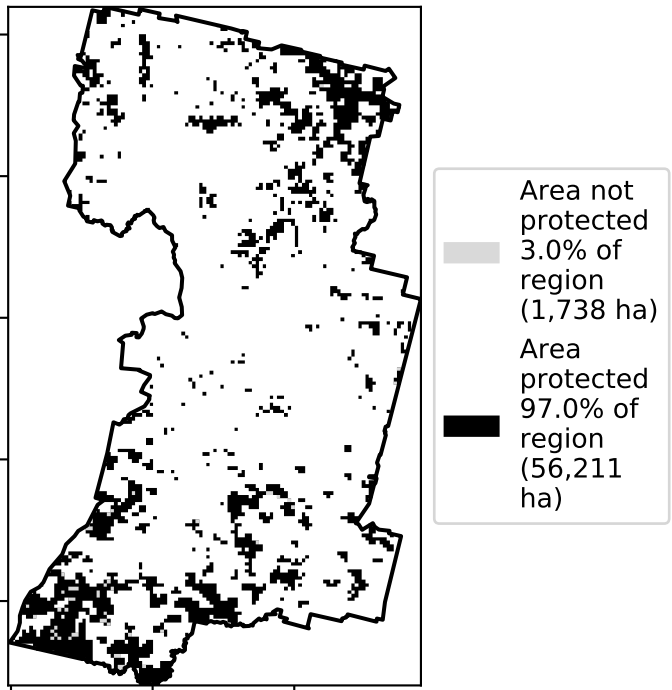 Area not
protected
3.0% of
region
(1,738 ha)
Area
protected
97.0% of
region
(56,211
ha)